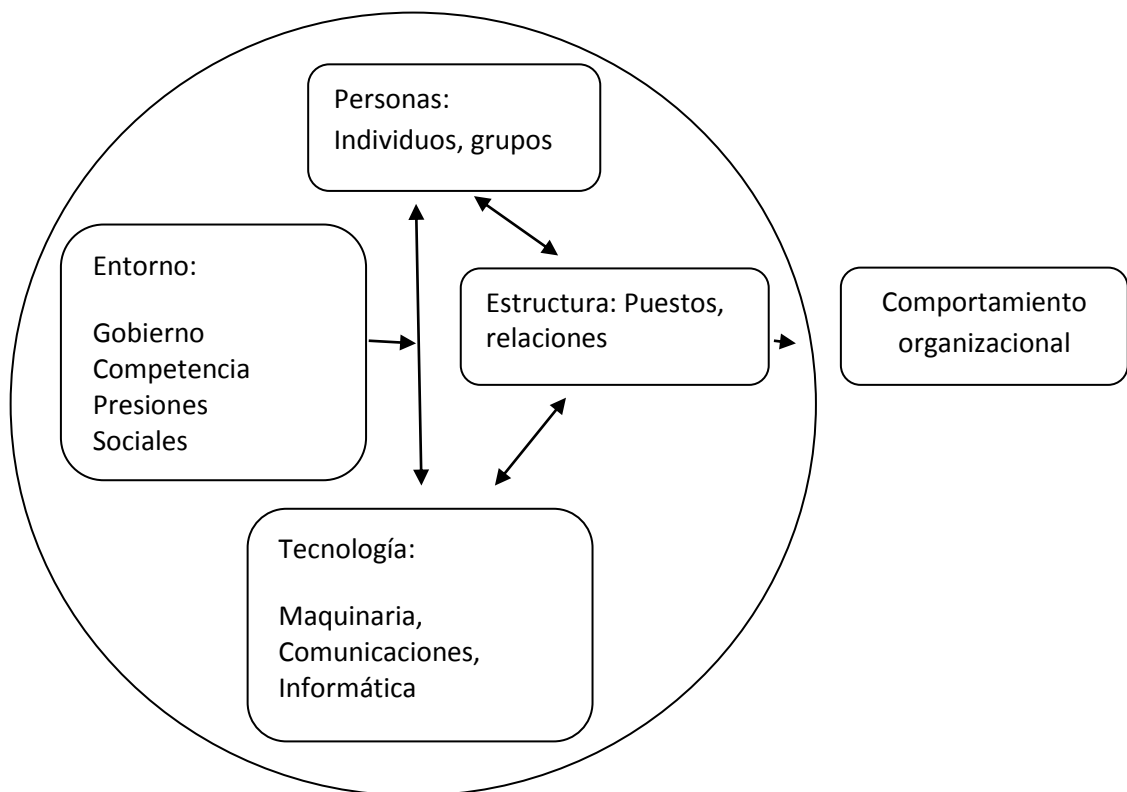 Personas:
Individuos, grupos
Entorno:
Gobierno
Competencia
Presiones
Sociales
Estructura: Puestos,
relaciones
Comportamiento
organizacional
Tecnología:
Maquinaria,
Comunicaciones,
Informática